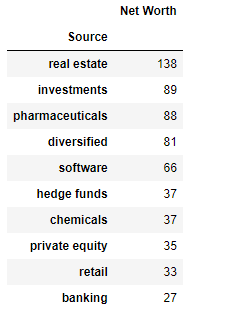 Net Worth
Source
real estate 138
investments 89
pharmaceuticals 88
diversified 81
software 66
hedge funds 37
chemicals 37
private equity 35
retail 33
banking 27